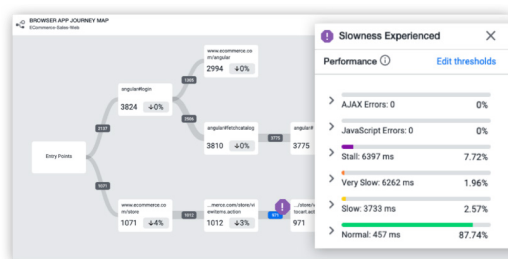 BROWSER APP JOURNEY MAP
ECommerce-Sales-Web
www.ecommerce.co
m/angular
2994 ↓0%
1395
angular#login
3824 ↓0%
2137
angular#fetchcatalog
3810 ↓0%
3775
angular#
3775
Entry Points
1071
www.ecommerce.co
m/store
1071 ↓4%
1012
...merce.com/store/vi
ewitems.action
1012 ↓3%
971
!
.../store/v
tocart.act
971
! Slowness Experienced
Performance
Edit thresholds
AJAX Errors: 0 0%
JavaScript Errors: 0 0%
Stall: 6397 ms 7.72%
Very Slow: 6262 ms 1.96%
Slow: 3733 ms 2.57%
Normal: 457 ms 87.74%